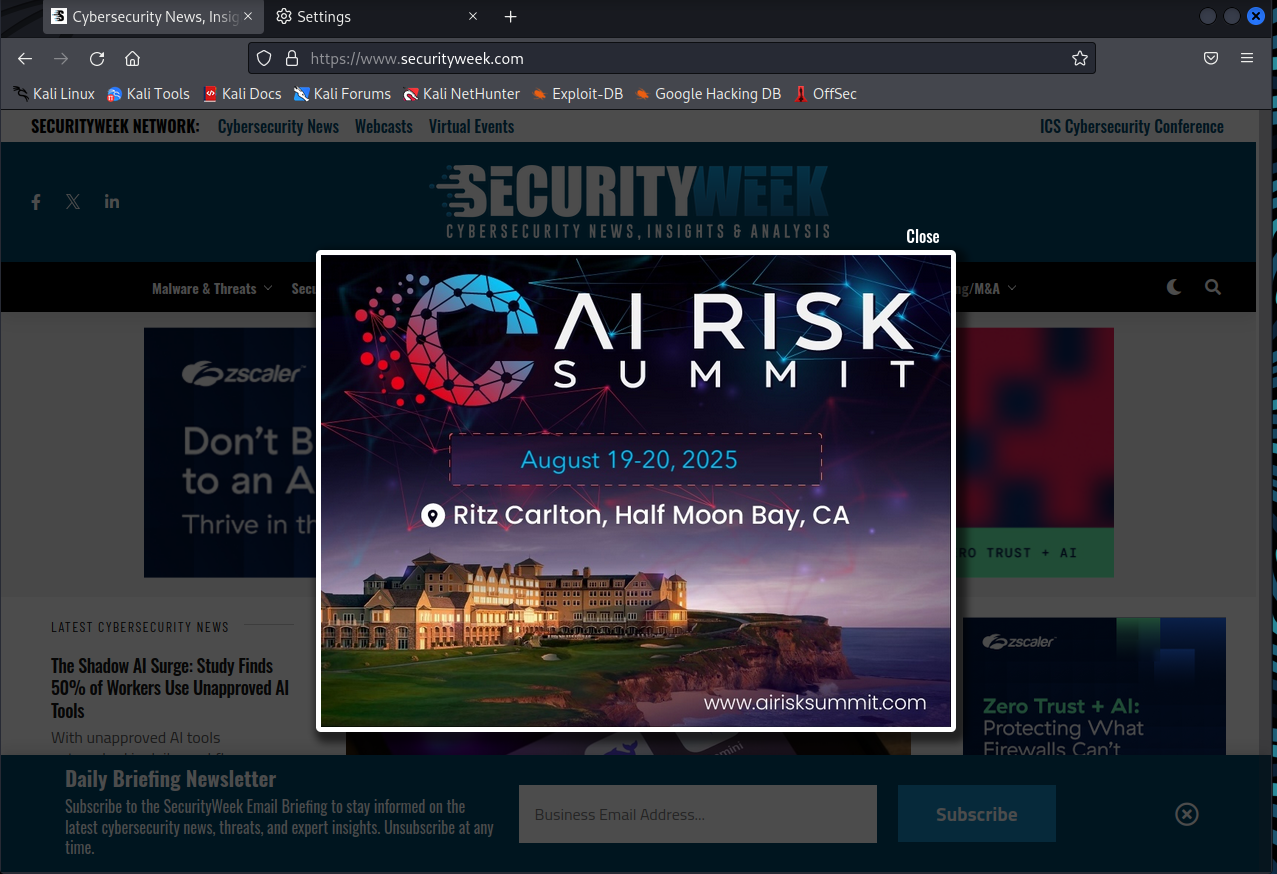 Cybersecurity News, Insig
Settings
https://www.securityweek.com
Kali Linux
Kali Tools
Kali Docs
Kali Forums
Kali NetHunter
Exploit-DB
Google Hacking DB
OffSec
SECURITYWEEK NETWORK:
Cybersecurity News
Webcasts
Virtual Events
ICS Cybersecurity Conference
SECURITYWEEK
CYBERSECURITY NEWS, INSIGHTS & ANALYSIS
Close
Malware & Threats
Secu
ng/M&A
AI RISK
SUMMIT
August 19-20, 2025
Ritz Carlton, Half Moon Bay, CA
www.airisksummit.com
zscaler
Don't B
to an A
Thrive in th
RO TRUST + AI
LATEST CYBERSECURITY NEWS
The Shadow AI Surge: Study Finds
50% of Workers Use Unapproved AI
Tools
With unapproved AI tools
mini
zscaler
Zero Trust + AI:
Protecting What
Firewalls Can't
Daily Briefing Newsletter
Subscribe to the SecurityWeek Email Briefing to stay informed on the
latest cybersecurity news, threats, and expert insights. Unsubscribe at any
time.
Business Email Address...
Subscribe